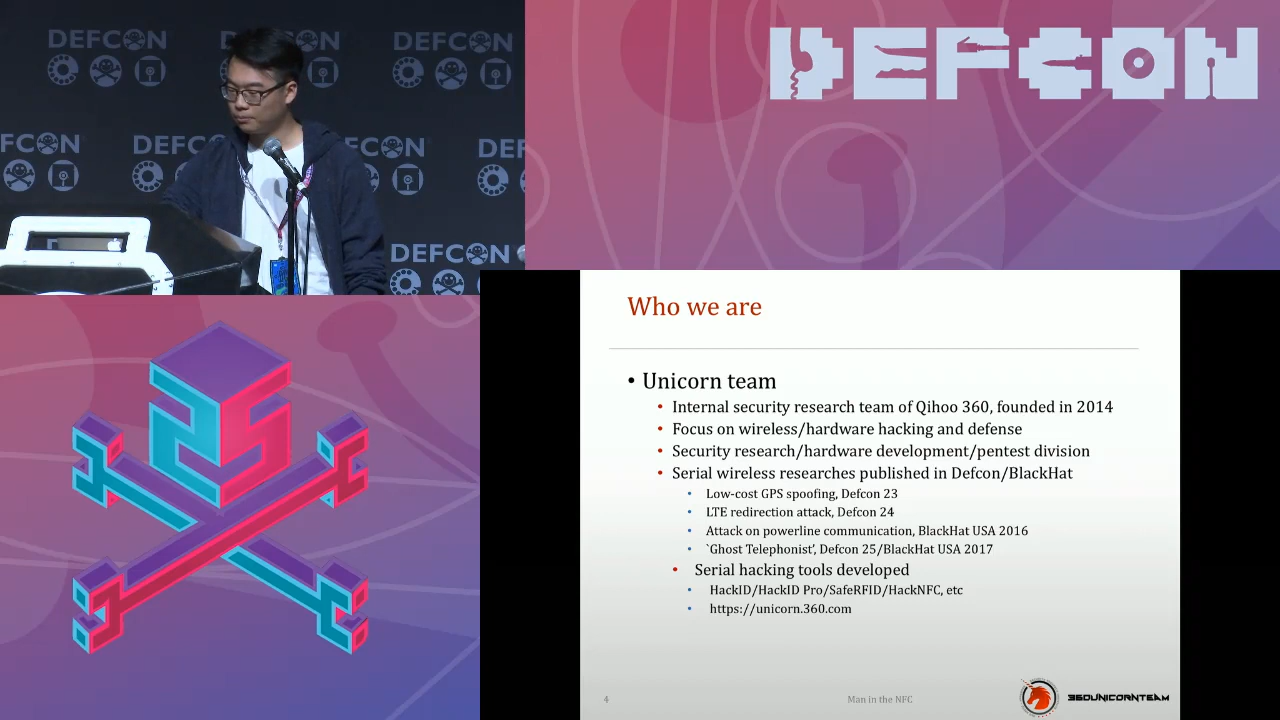 DEFCON
DEFCON
DEFCON
FCON
DEFC
FCON
DEF
DEFCON
DEFCON
Who we are
• Unicorn team
• Internal security research team of Qihoo 360, founded in 2014
• Focus on wireless/hardware hacking and defense
• Security research/hardware development/pentest division
• Serial wireless researches published in Defcon/BlackHat
• Low-cost GPS spoofing, Defcon 23
• LTE redirection attack, Defcon 24
• Attack on powerline communication, BlackHat USA 2016
• `Ghost Telephonist’, Defcon 25/BlackHat USA 2017
• Serial hacking tools developed
• HackID/HackID Pro/SafeRFID/HackNFC, etc
• https://unicorn.360.com
4
Man in the NFC
360UNICORNTEAM